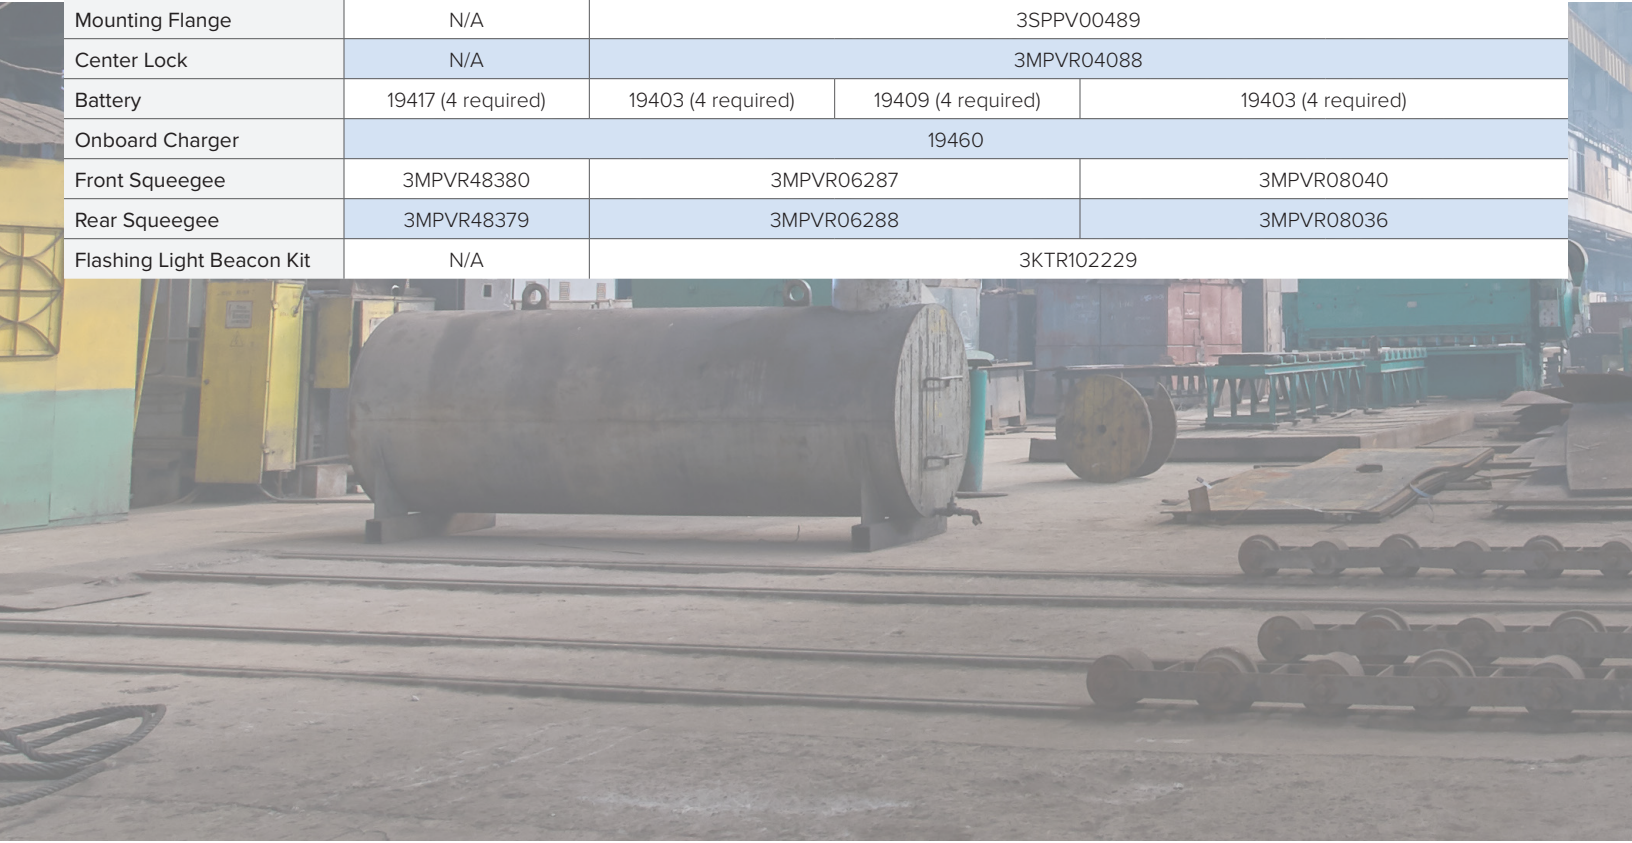 Mounting Flange N/A 3SPPV00489
Center Lock N/A 3MPVR04088
Battery 19417 (4 required) 19403 (4 required) 19409 (4 required) 19403 (4 required)
Onboard Charger 19460
Front Squeegee 3MPVR48380 3MPVR06287 3MPVR08040
Rear Squeegee 3MPVR48379 3MPVR06288 3MPVR08036
Flashing Light Beacon Kit N/A 3KTR102229